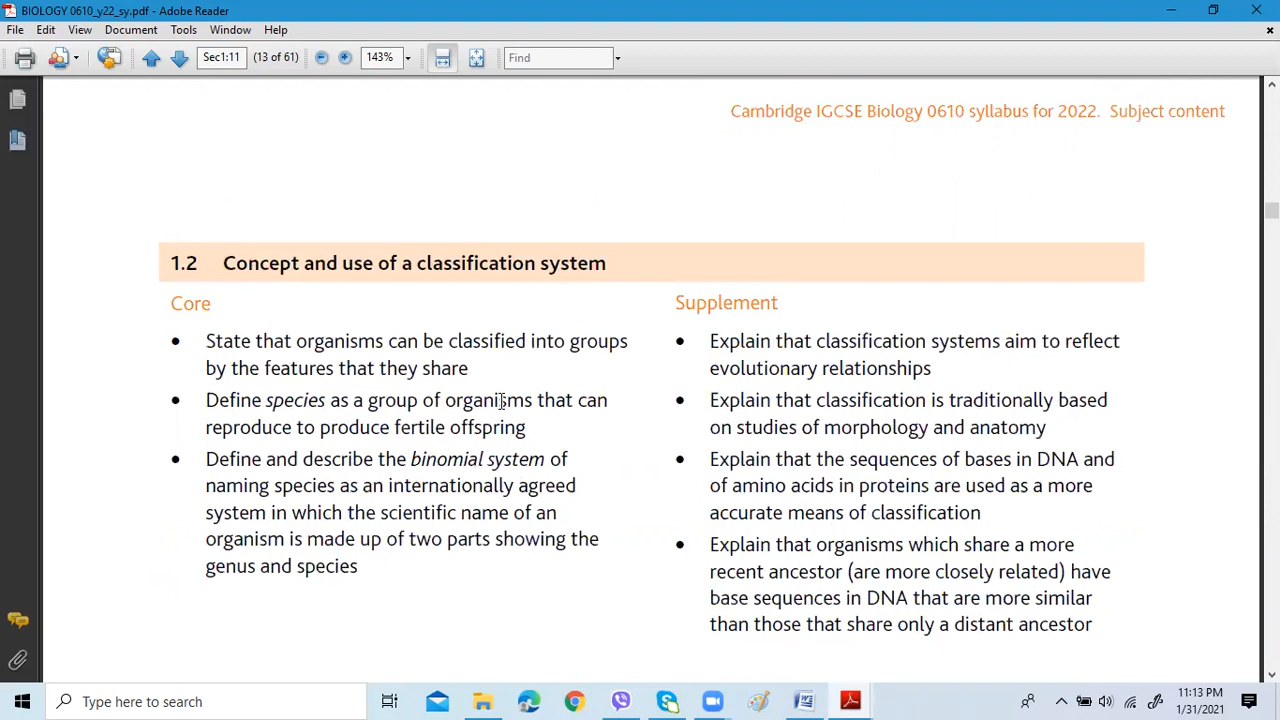 BIOLOGY 0610_y22_sy.pdf - Adobe Reader
File Edit View Document Tools Window Help
Sec1:11 (13 of 61) 143% Find
Cambridge IGCSE Biology 0610 syllabus for 2022. Subject content
1.2 Concept and use of a classification system
Core
• State that organisms can be classified into groups
by the features that they share
• Define species as a group of organisms that can
reproduce to produce fertile offspring
• Define and describe the binomial system of
naming species as an internationally agreed
system in which the scientific name of an
organism is made up of two parts showing the
genus and species
Supplement
• Explain that classification systems aim to reflect
evolutionary relationships
• Explain that classification is traditionally based
on studies of morphology and anatomy
• Explain that the sequences of bases in DNA and
of amino acids in proteins are used as a more
accurate means of classification
• Explain that organisms which share a more
recent ancestor (are more closely related) have
base sequences in DNA that are more similar
than those that share only a distant ancestor
Type here to search
11:13 PM
1/31/2021